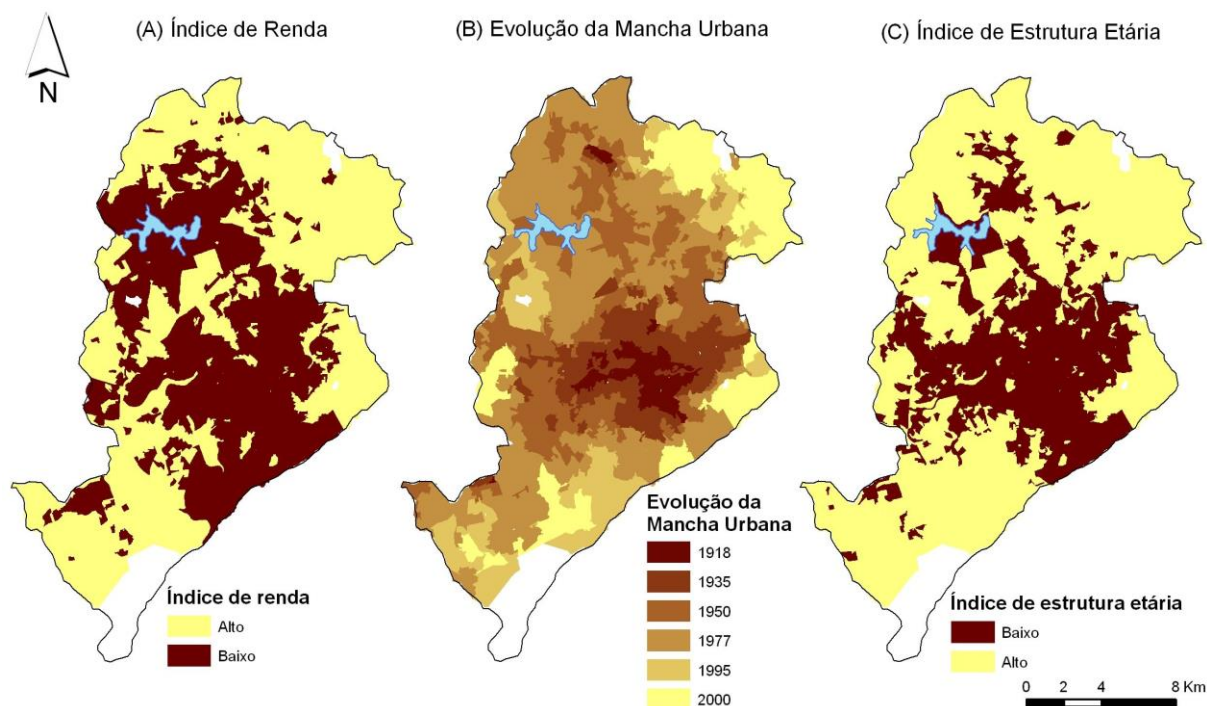 (A) Índice de Renda
(B) Evolução da Mancha Urbana
(C) Índice de Estrutura Etária
N
Índice de renda
Alto
Baixo
Evolução da
Mancha Urbana
1918
1935
1950
1977
1995
2000
Índice de estrutura etária
Baixo
Alto
0 2 4 8 Km